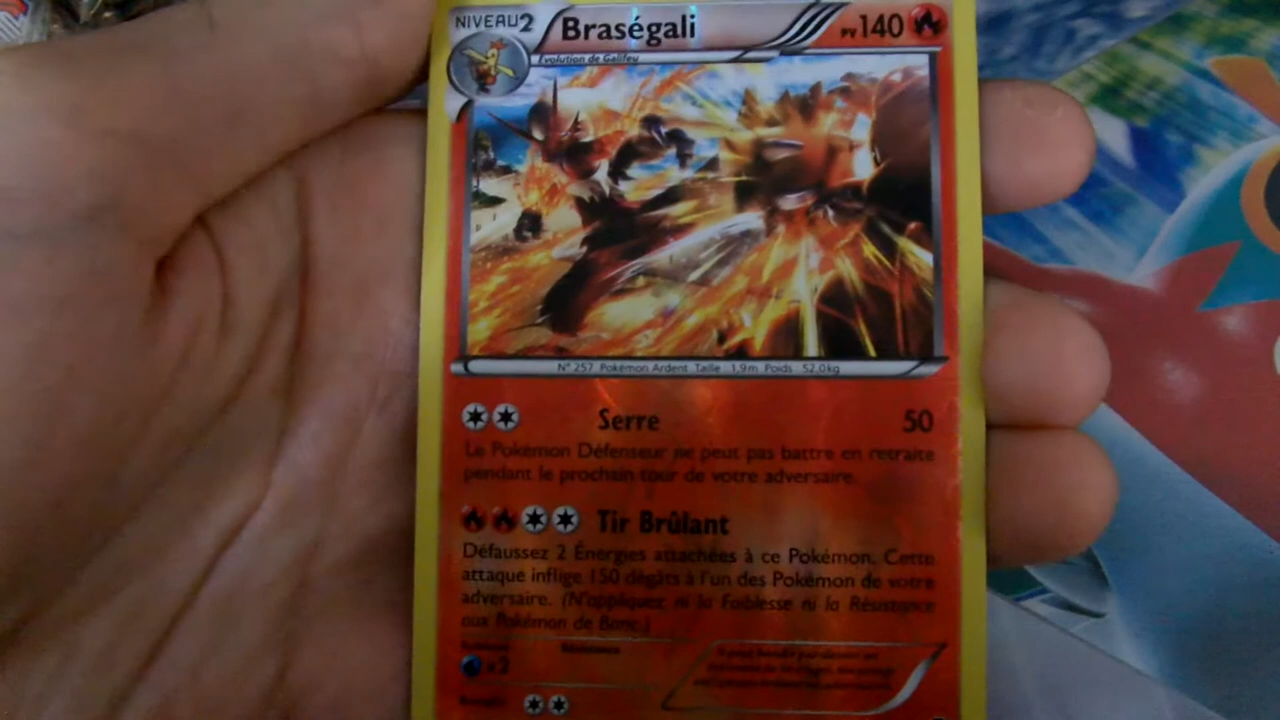 NIVEAU2 Braségali PV140
Évolution de Galifeu
N° 257 Pokémon Ardent Taille 1,9m Poids 52,0kg
Serre 50
Le Pokémon Défenseur ne peut pas battre en retraite
pendant le prochain tour de votre adversaire.
Tir Brûlant
Défaussez 2 Énergies attachées à ce Pokémon. Cette
attaque inflige 150 dégâts à l'un des Pokémon de votre
adversaire. (N'appliquez ni la Faiblesse ni la Résistance
aux Pokémon de Banc.)
Résistance
x2